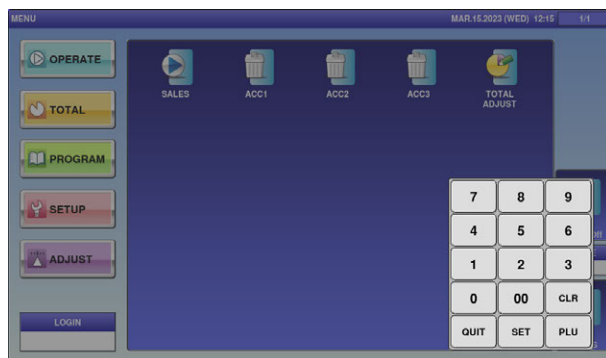 MENU
MAR.15.2023 (WED) 12:15 1/1
OPERATE
TOTAL
PROGRAM
SETUP
ADJUST
LOGIN
SALES
ACC1
ACC2
ACC3
TOTAL
ADJUST
7 8 9
4 5 6
1 2 3
0 00 CLR
QUIT SET PLU